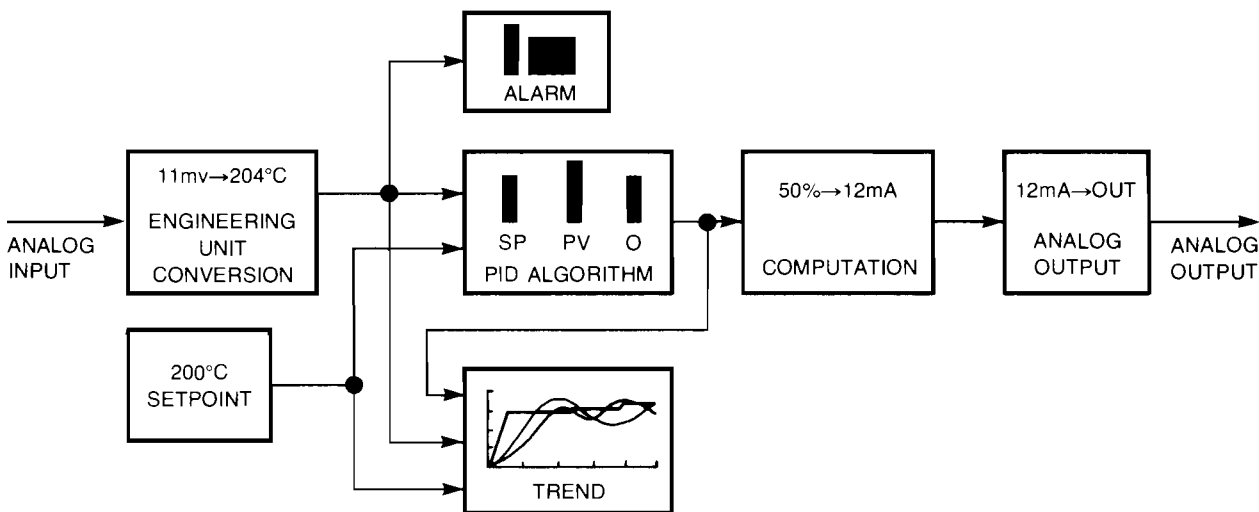 ALARM
11mv→204°C
ENGINEERING
UNIT
CONVERSION
ANALOG
INPUT
SP PV O
PID ALGORITHM
50%→12mA
COMPUTATION
12mA→OUT
ANALOG
OUTPUT
ANALOG
OUTPUT
200°C
SETPOINT
TREND